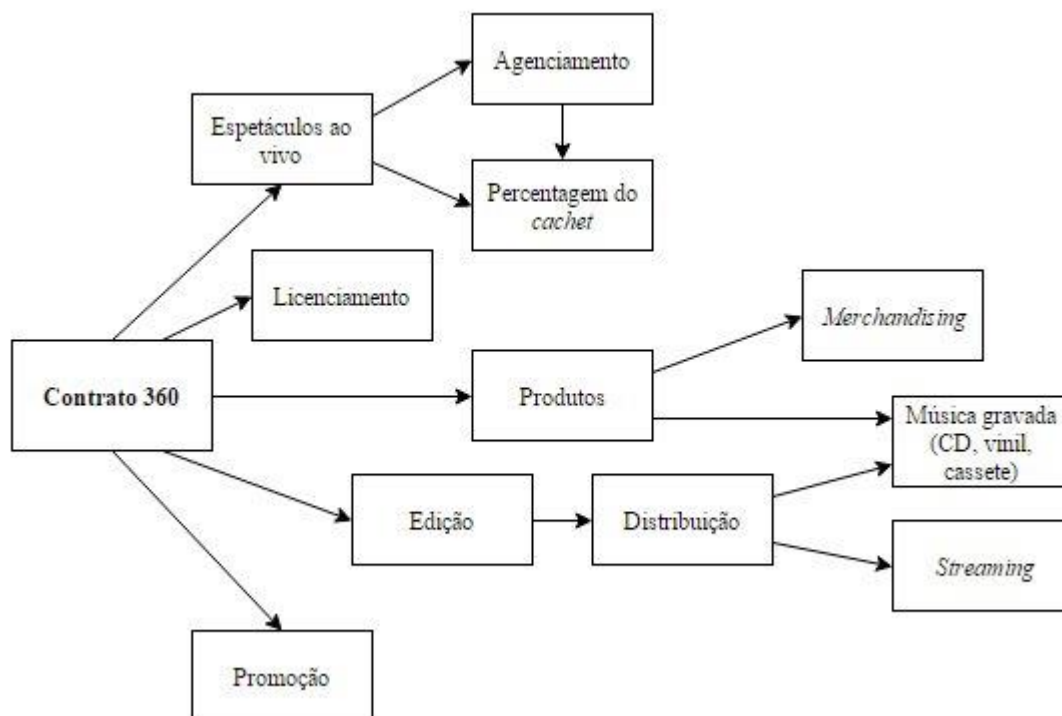 Agenciamento
Espetáculos ao
vivo
Percentagem do
cachet
Licenciamento
Merchandising
Contrato 360
Produtos
Música gravada
(CD, vinil,
cassete)
Edição
Distribuição
Streaming
Promoção